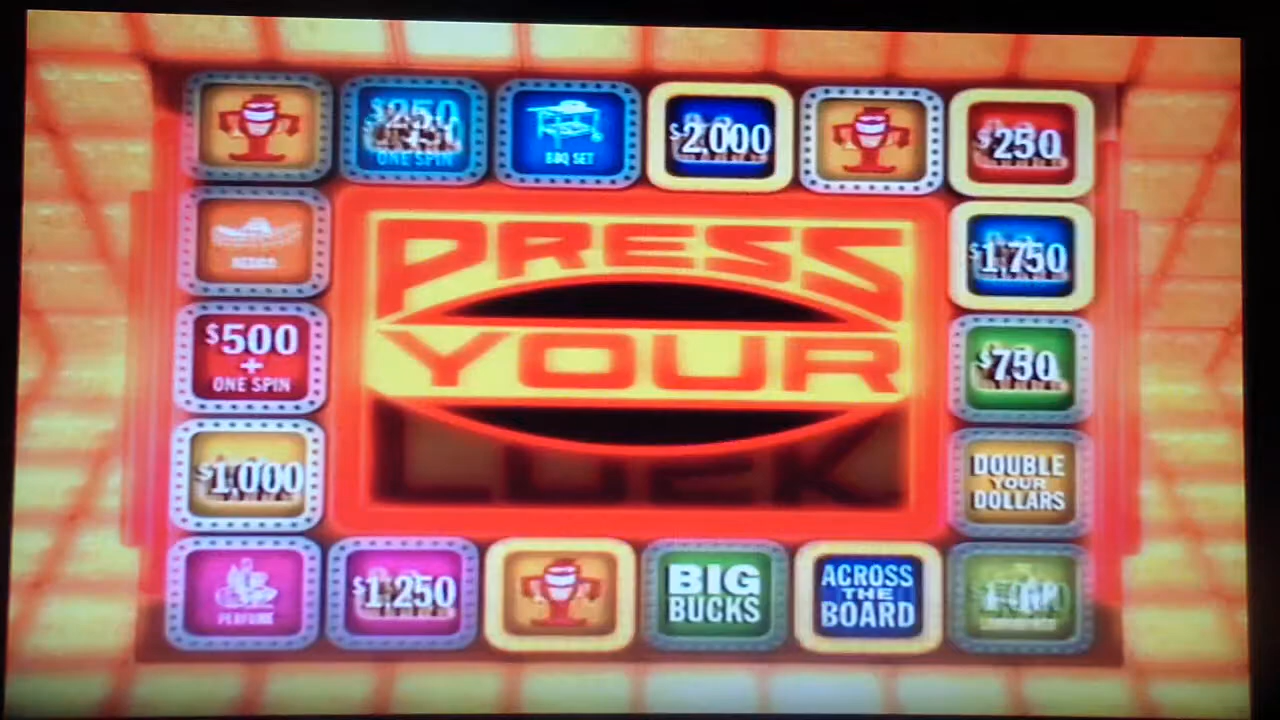 $250
ONE SPIN
BBQ SET
$2,000
$250
$1,750
PRESS
YOUR
LUCK
$500
+
ONE SPIN
$750
$1,000
DOUBLE
YOUR
DOLLARS
PERFUME
$1,250
BIG
BUCKS
ACROSS
THE
BOARD